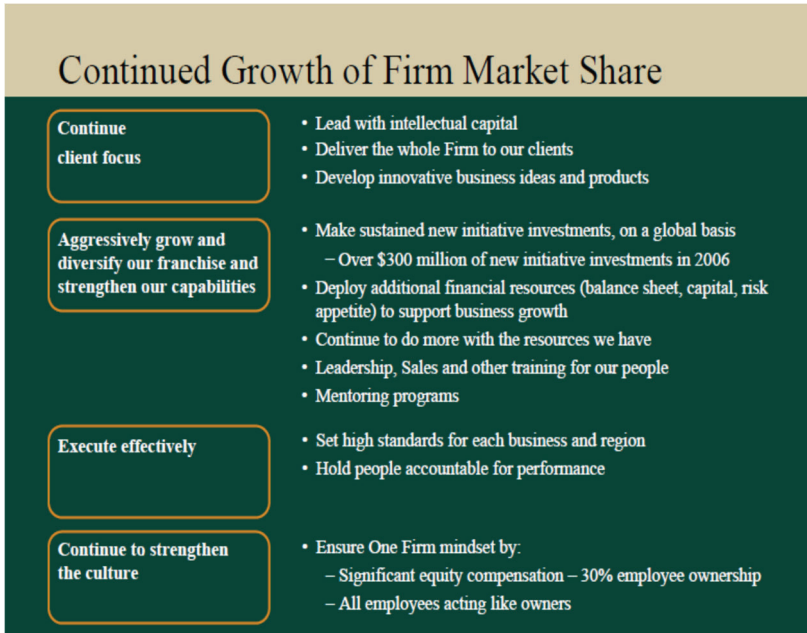 Continued Growth of Firm Market Share
Continue
client focus
• Lead with intellectual capital
• Deliver the whole Firm to our clients
• Develop innovative business ideas and products
Aggressively grow and
diversify our franchise and
strengthen our capabilities
• Make sustained new initiative investments, on a global basis
– Over $300 million of new initiative investments in 2006
• Deploy additional financial resources (balance sheet, capital, risk
appetite) to support business growth
• Continue to do more with the resources we have
• Leadership, Sales and other training for our people
• Mentoring programs
Execute effectively
• Set high standards for each business and region
• Hold people accountable for performance
Continue to strengthen
the culture
• Ensure One Firm mindset by:
– Significant equity compensation – 30% employee ownership
– All employees acting like owners